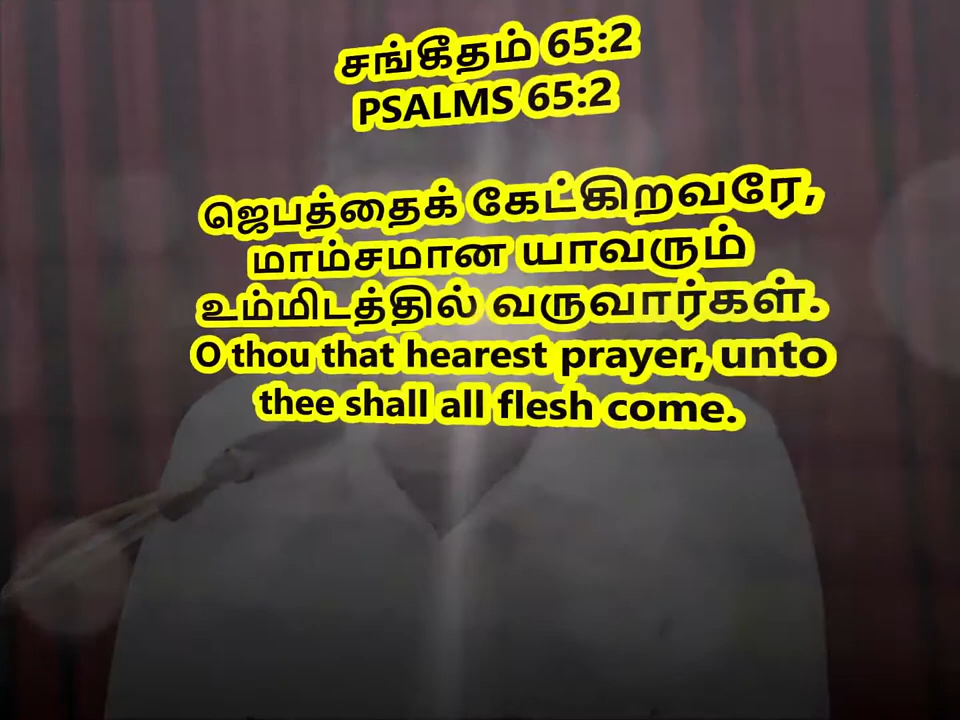 சங்கீதம் 65:2
PSALMS 65:2
ஜெபத்தைக் கேட்கிறவரே,
மாம்சமான யாவரும்
உம்மிடத்தில் வருவார்கள்.
O thou that hearest prayer, unto
thee shall all flesh come.